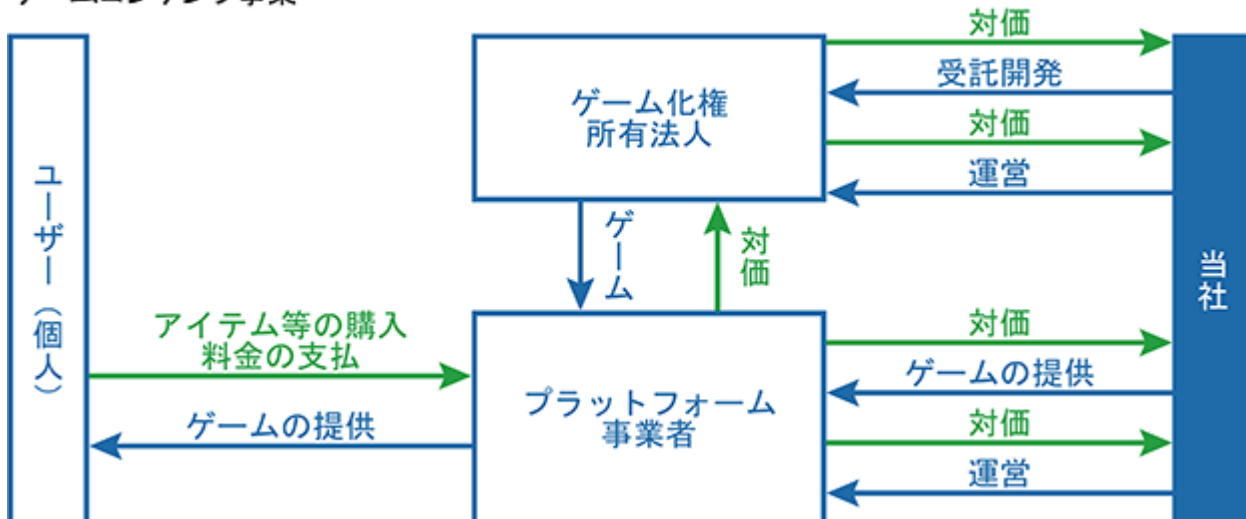 対価
受託開発
ゲーム化権
所有法人
対価
運営
ユーザー（個人）
ゲーム
対価
当社
アイテム等の購入
料金の支払
対価
ゲームの提供
プラットフォーム
事業者
ゲームの提供
対価
運営